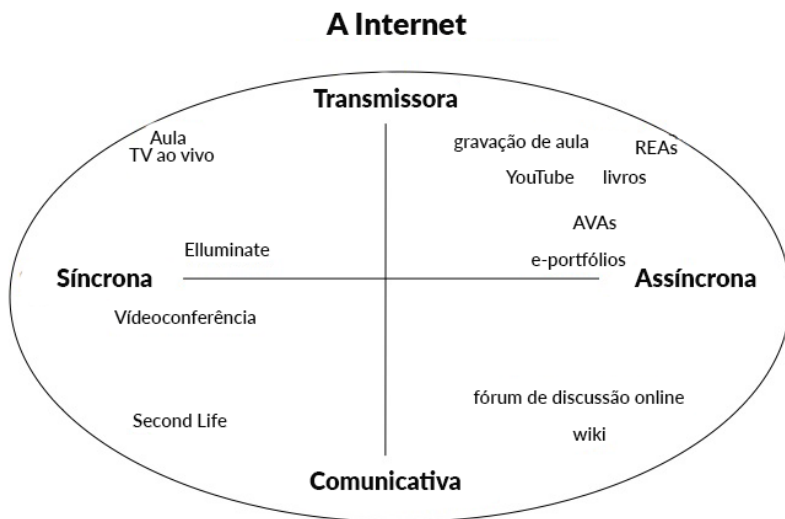 A Internet
Transmissora
Aula
TV ao vivo
gravação de aula
REAs
YouTube
livros
AVAs
Elluminate
e-portfólios
Síncrona
Assíncrona
Vídeoconferência
fórum de discussão online
Second Life
wiki
Comunicativa